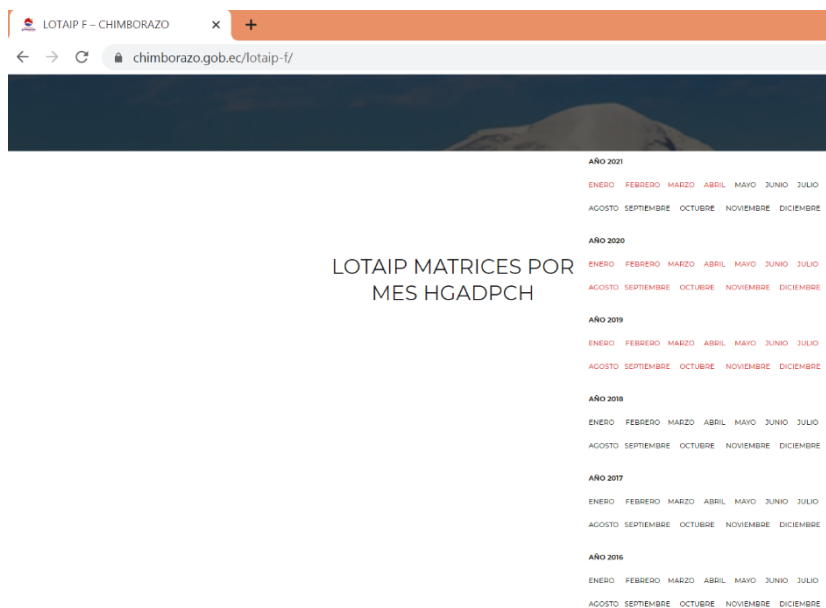 LOTAIP F – CHIMBORAZO
chimborazo.gob.ec/lotaip-f/
LOTAIP MATRICES POR
MES HGADPCH
AÑO 2021
ENERO FEBRERO MARZO ABRIL MAYO JUNIO JULIO
AGOSTO SEPTIEMBRE OCTUBRE NOVIEMBRE DICIEMBRE
AÑO 2020
ENERO FEBRERO MARZO ABRIL MAYO JUNIO JULIO
AGOSTO SEPTIEMBRE OCTUBRE NOVIEMBRE DICIEMBRE
AÑO 2019
ENERO FEBRERO MARZO ABRIL MAYO JUNIO JULIO
AGOSTO SEPTIEMBRE OCTUBRE NOVIEMBRE DICIEMBRE
AÑO 2018
ENERO FEBRERO MARZO ABRIL MAYO JUNIO JULIO
AGOSTO SEPTIEMBRE OCTUBRE NOVIEMBRE DICIEMBRE
AÑO 2017
ENERO FEBRERO MARZO ABRIL MAYO JUNIO JULIO
AGOSTO SEPTIEMBRE OCTUBRE NOVIEMBRE DICIEMBRE
AÑO 2016
ENERO FEBRERO MARZO ABRIL MAYO JUNIO JULIO
AGOSTO SEPTIEMBRE OCTUBRE NOVIEMBRE DICIEMBRE